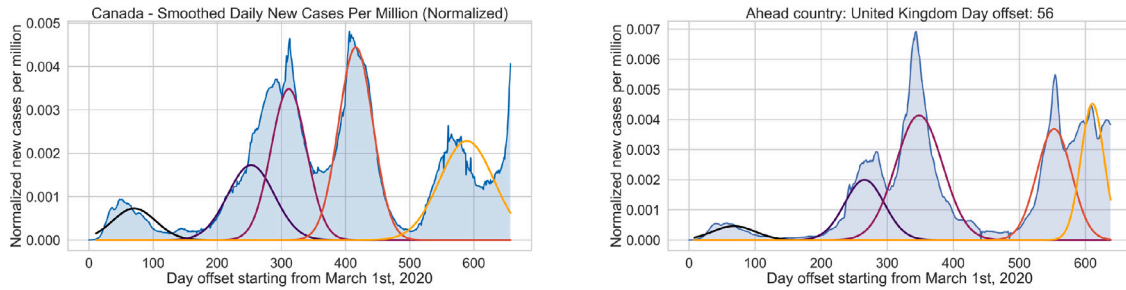 Canada - Smoothed Daily New Cases Per Million (Normalized)
Normalized new cases per million
0.005
0.004
0.003
0.002
0.001
0.000
0 100 200 300 400 500 600
Day offset starting from March 1st, 2020
Ahead country: United Kingdom Day offset: 56
Normalized new cases per million
0.007
0.006
0.005
0.004
0.003
0.002
0.001
0.000
0 100 200 300 400 500 600
Day offset starting from March 1st, 2020